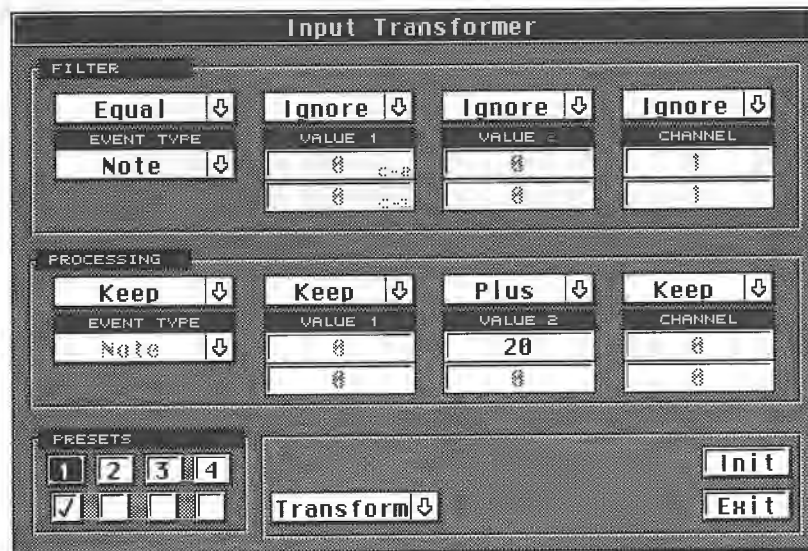 Input Transformer
FILTER
Equal Ignore Ignore Ignore
EVENT TYPE VALUE 1 VALUE 2 CHANNEL
Note 0 c-2 0 1
0 c-2 0 1
PROCESSING
Keep Keep Plus Keep
EVENT TYPE VALUE 1 VALUE 2 CHANNEL
Note 0 20 0
0 0 0
PRESETS
1 2 3 4
Init
Transform Exit